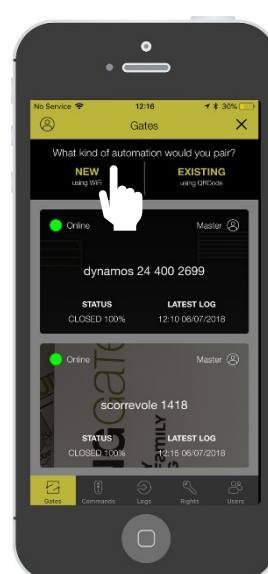 No Service 12:16 30%
Gates
What kind of automation would you pair?
NEW EXISTING
using WiFi using QRCode
Online Master
dynamos 24 400 2699
STATUS LATEST LOG
CLOSED 100% 12:10 06/07/2018
Online Master
scorrevole 1418
STATUS LATEST LOG
CLOSED 100% 12:15 06/07/2018
Gates Commands Logs Rights Users